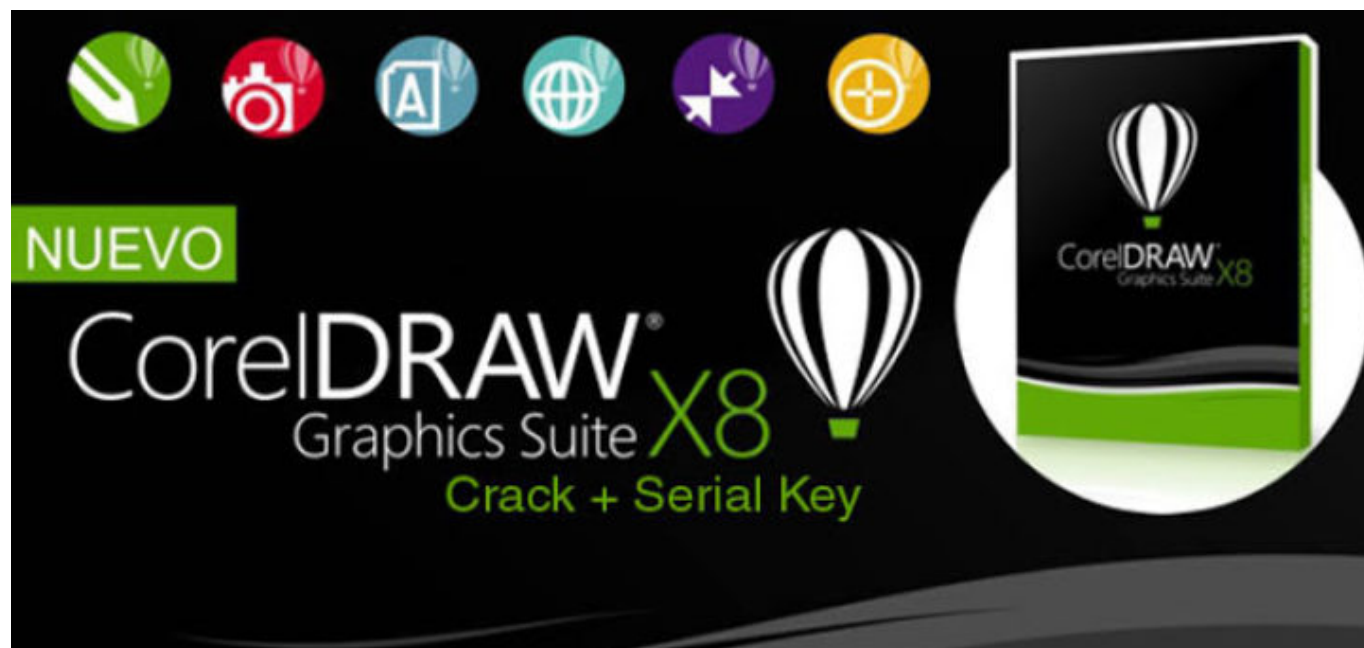 A
NUEVO
CorelDRAW®
Graphics Suite X8
Crack + Serial Key
CorelDRAW®
Graphics Suite X8